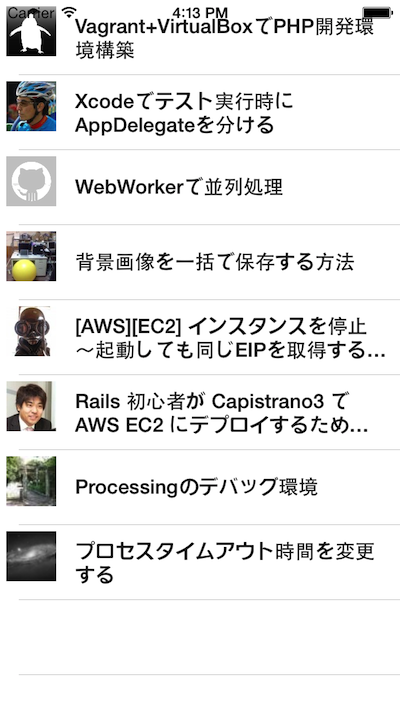 Carrier 4:13 PM
Vagrant+VirtualBoxでPHP開発環
境構築
Xcodeでテスト実行時に
AppDelegateを分ける
WebWorkerで並列処理
背景画像を一括で保存する方法
[AWS][EC2] インスタンスを停止
〜起動しても同じEIPを取得する...
Rails 初心者が Capistrano3 で
AWS EC2 にデプロイするため...
Processingのデバッグ環境
プロセスタイムアウト時間を変更
する